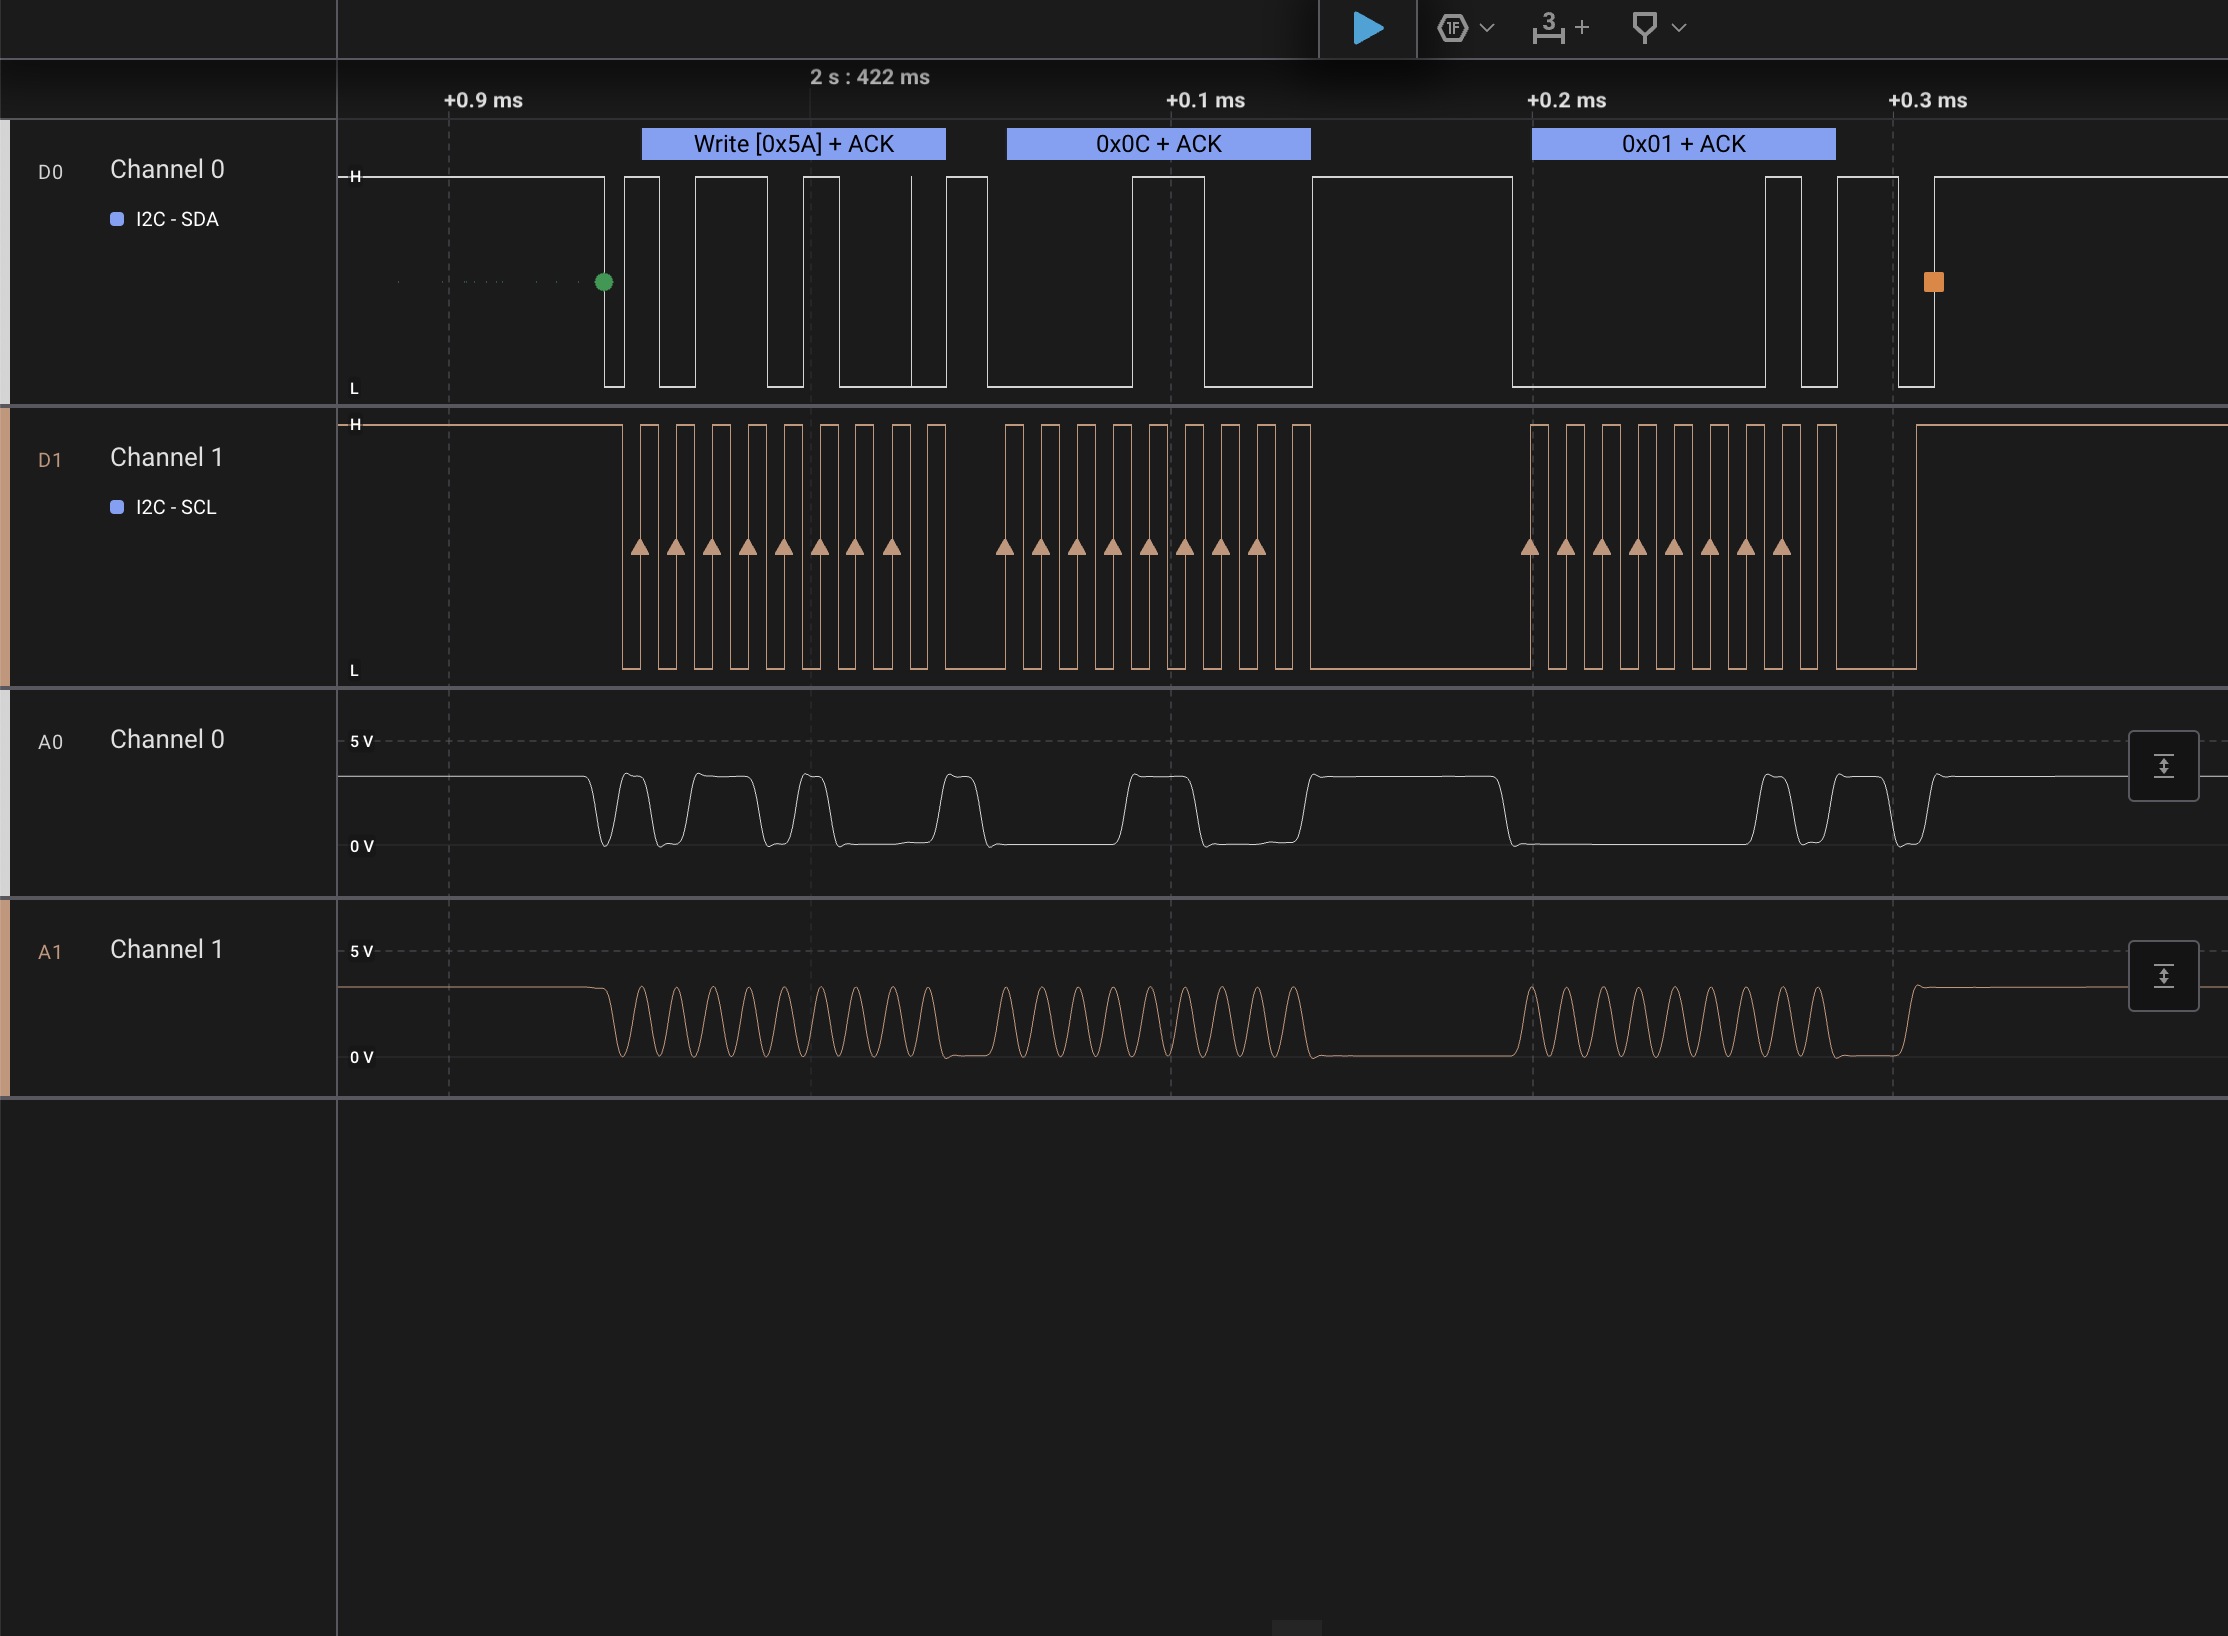 1F
3
+
2 s : 422 ms
+0.9 ms
+0.1 ms
+0.2 ms
+0.3 ms
Write [0x5A] + ACK
0x0C + ACK
0x01 + ACK
D0
Channel 0
I2C - SDA
H
L
D1
Channel 1
I2C - SCL
H
L
A0
Channel 0
5 V
0 V
A1
Channel 1
5 V
0 V